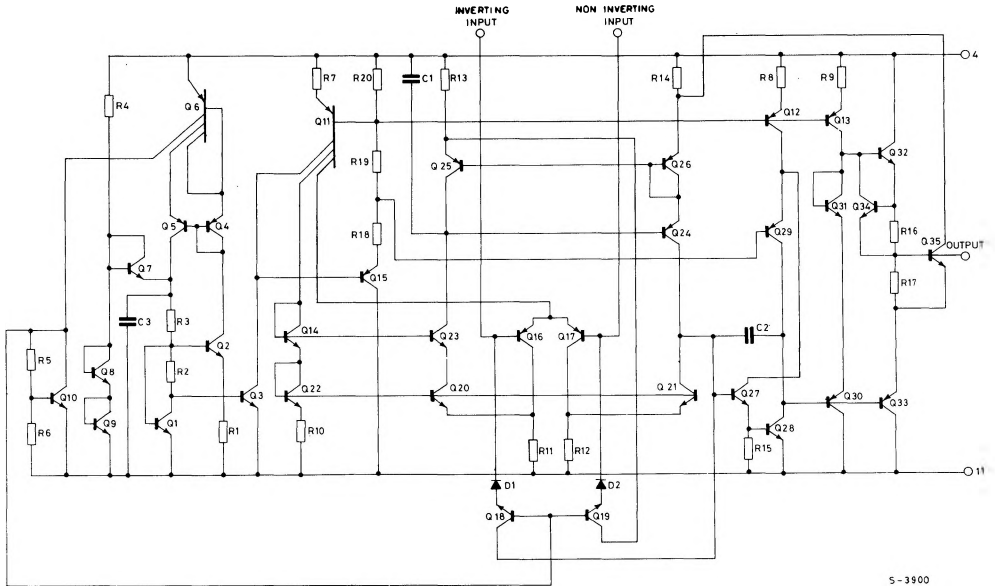 INVERTING INPUT
NON INVERTING INPUT
4
R4
Q6
R7
R20
C1
R13
R14
R8
R9
Q11
Q12
Q13
Q32
R19
Q25
Q26
Q5
Q4
Q31
Q34
R18
Q24
Q29
R16
Q35
OUTPUT
Q7
Q15
R17
C3
R3
Q14
Q23
Q16
Q17
C2
Q2
R5
Q8
R2
Q10
Q3
Q22
Q20
Q21
Q27
Q30
Q33
R6
Q9
Q1
R1
R10
R11
R12
R15
Q28
11
D1
D2
Q18
Q19
S-3900